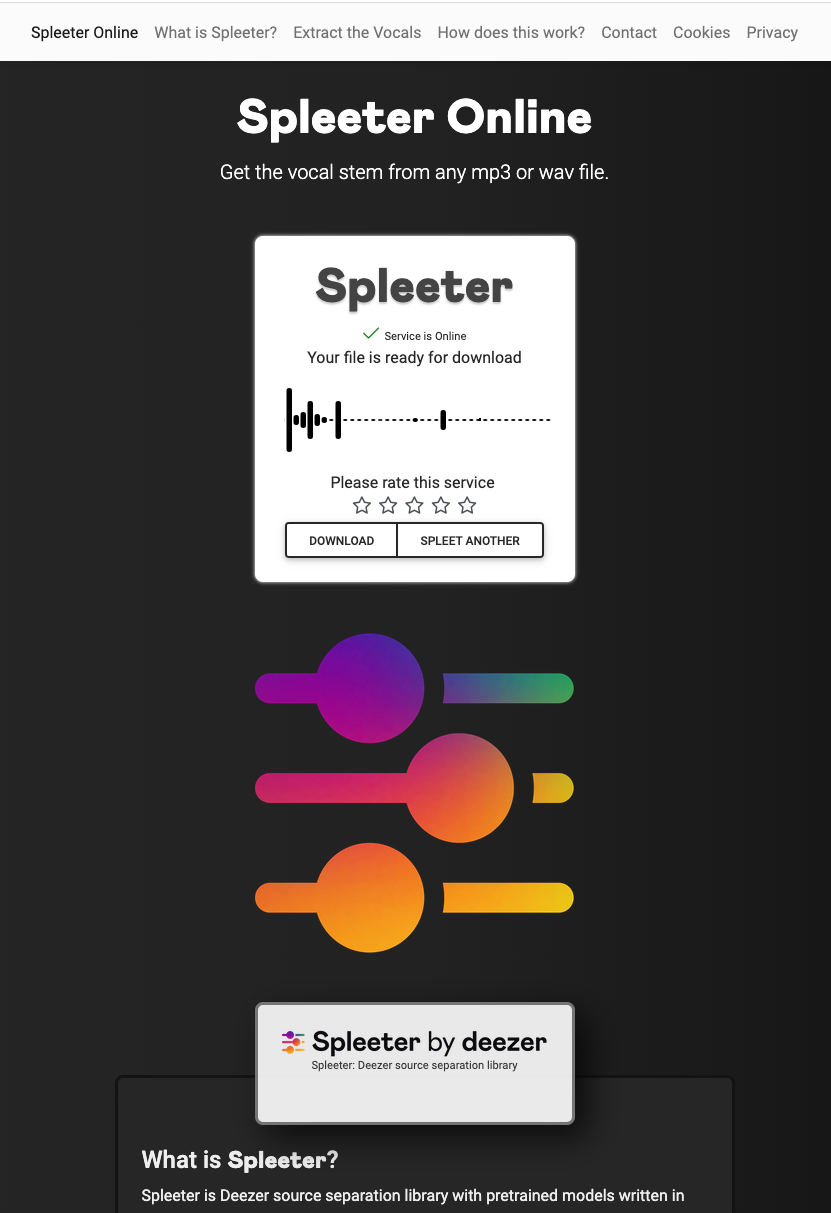 Spleeter Online What is Spleeter? Extract the Vocals How does this work? Contact Cookies Privacy
Spleeter Online
Get the vocal stem from any mp3 or wav file.
Spleeter
Service is Online
Your file is ready for download
Please rate this service
DOWNLOAD SPLEET ANOTHER
Spleeter by deezer
Spleeter: Deezer source separation library
What is Spleeter?
Spleeter is Deezer source separation library with pretrained models written in